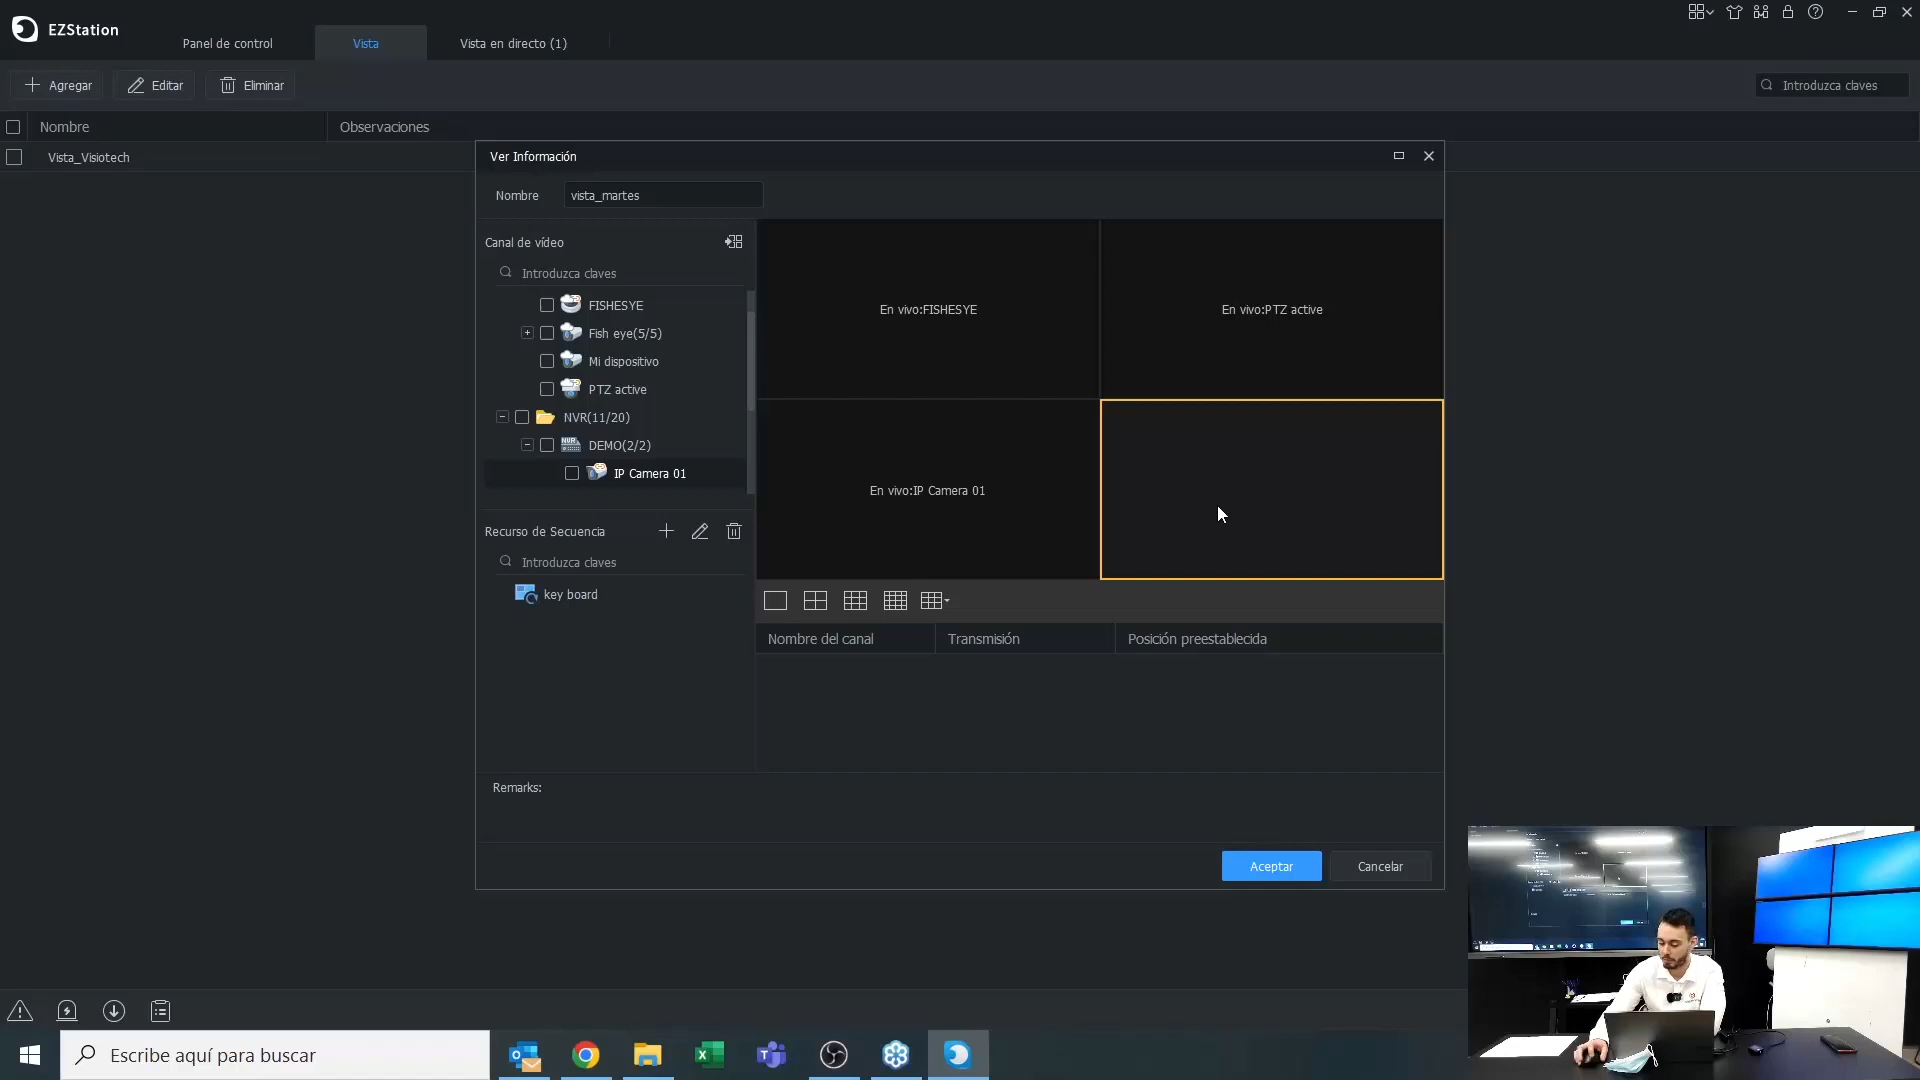 EZStation
Panel de control
Vista
Vista en directo (1)
Agregar
Editar
Eliminar
Introduzca claves
Nombre
Observaciones
Vista_Visiotech
Ver Información
Nombre
vista_martes
Canal de vídeo
Introduzca claves
FISHESYE
Fish eye(5/5)
Mi dispositivo
PTZ active
NVR(11/20)
DEMO(2/2)
IP Camera 01
Recurso de Secuencia
Introduzca claves
key board
En vivo:FISHESYE
En vivo:PTZ active
En vivo:IP Camera 01
Nombre del canal
Transmisión
Posición preestablecida
Remarks:
Aceptar
Cancelar
Escribe aquí para buscar